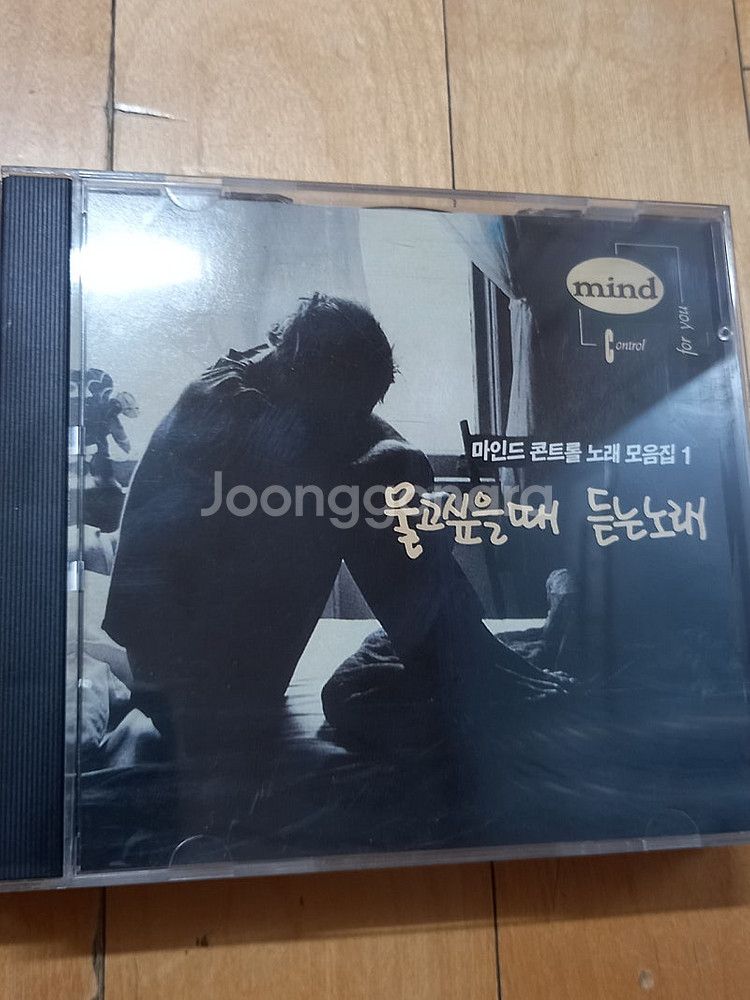 mind
Control
for you
마인드 콘트롤 노래 모음집 1
울고싶을때 듣는노래
Joonggonara